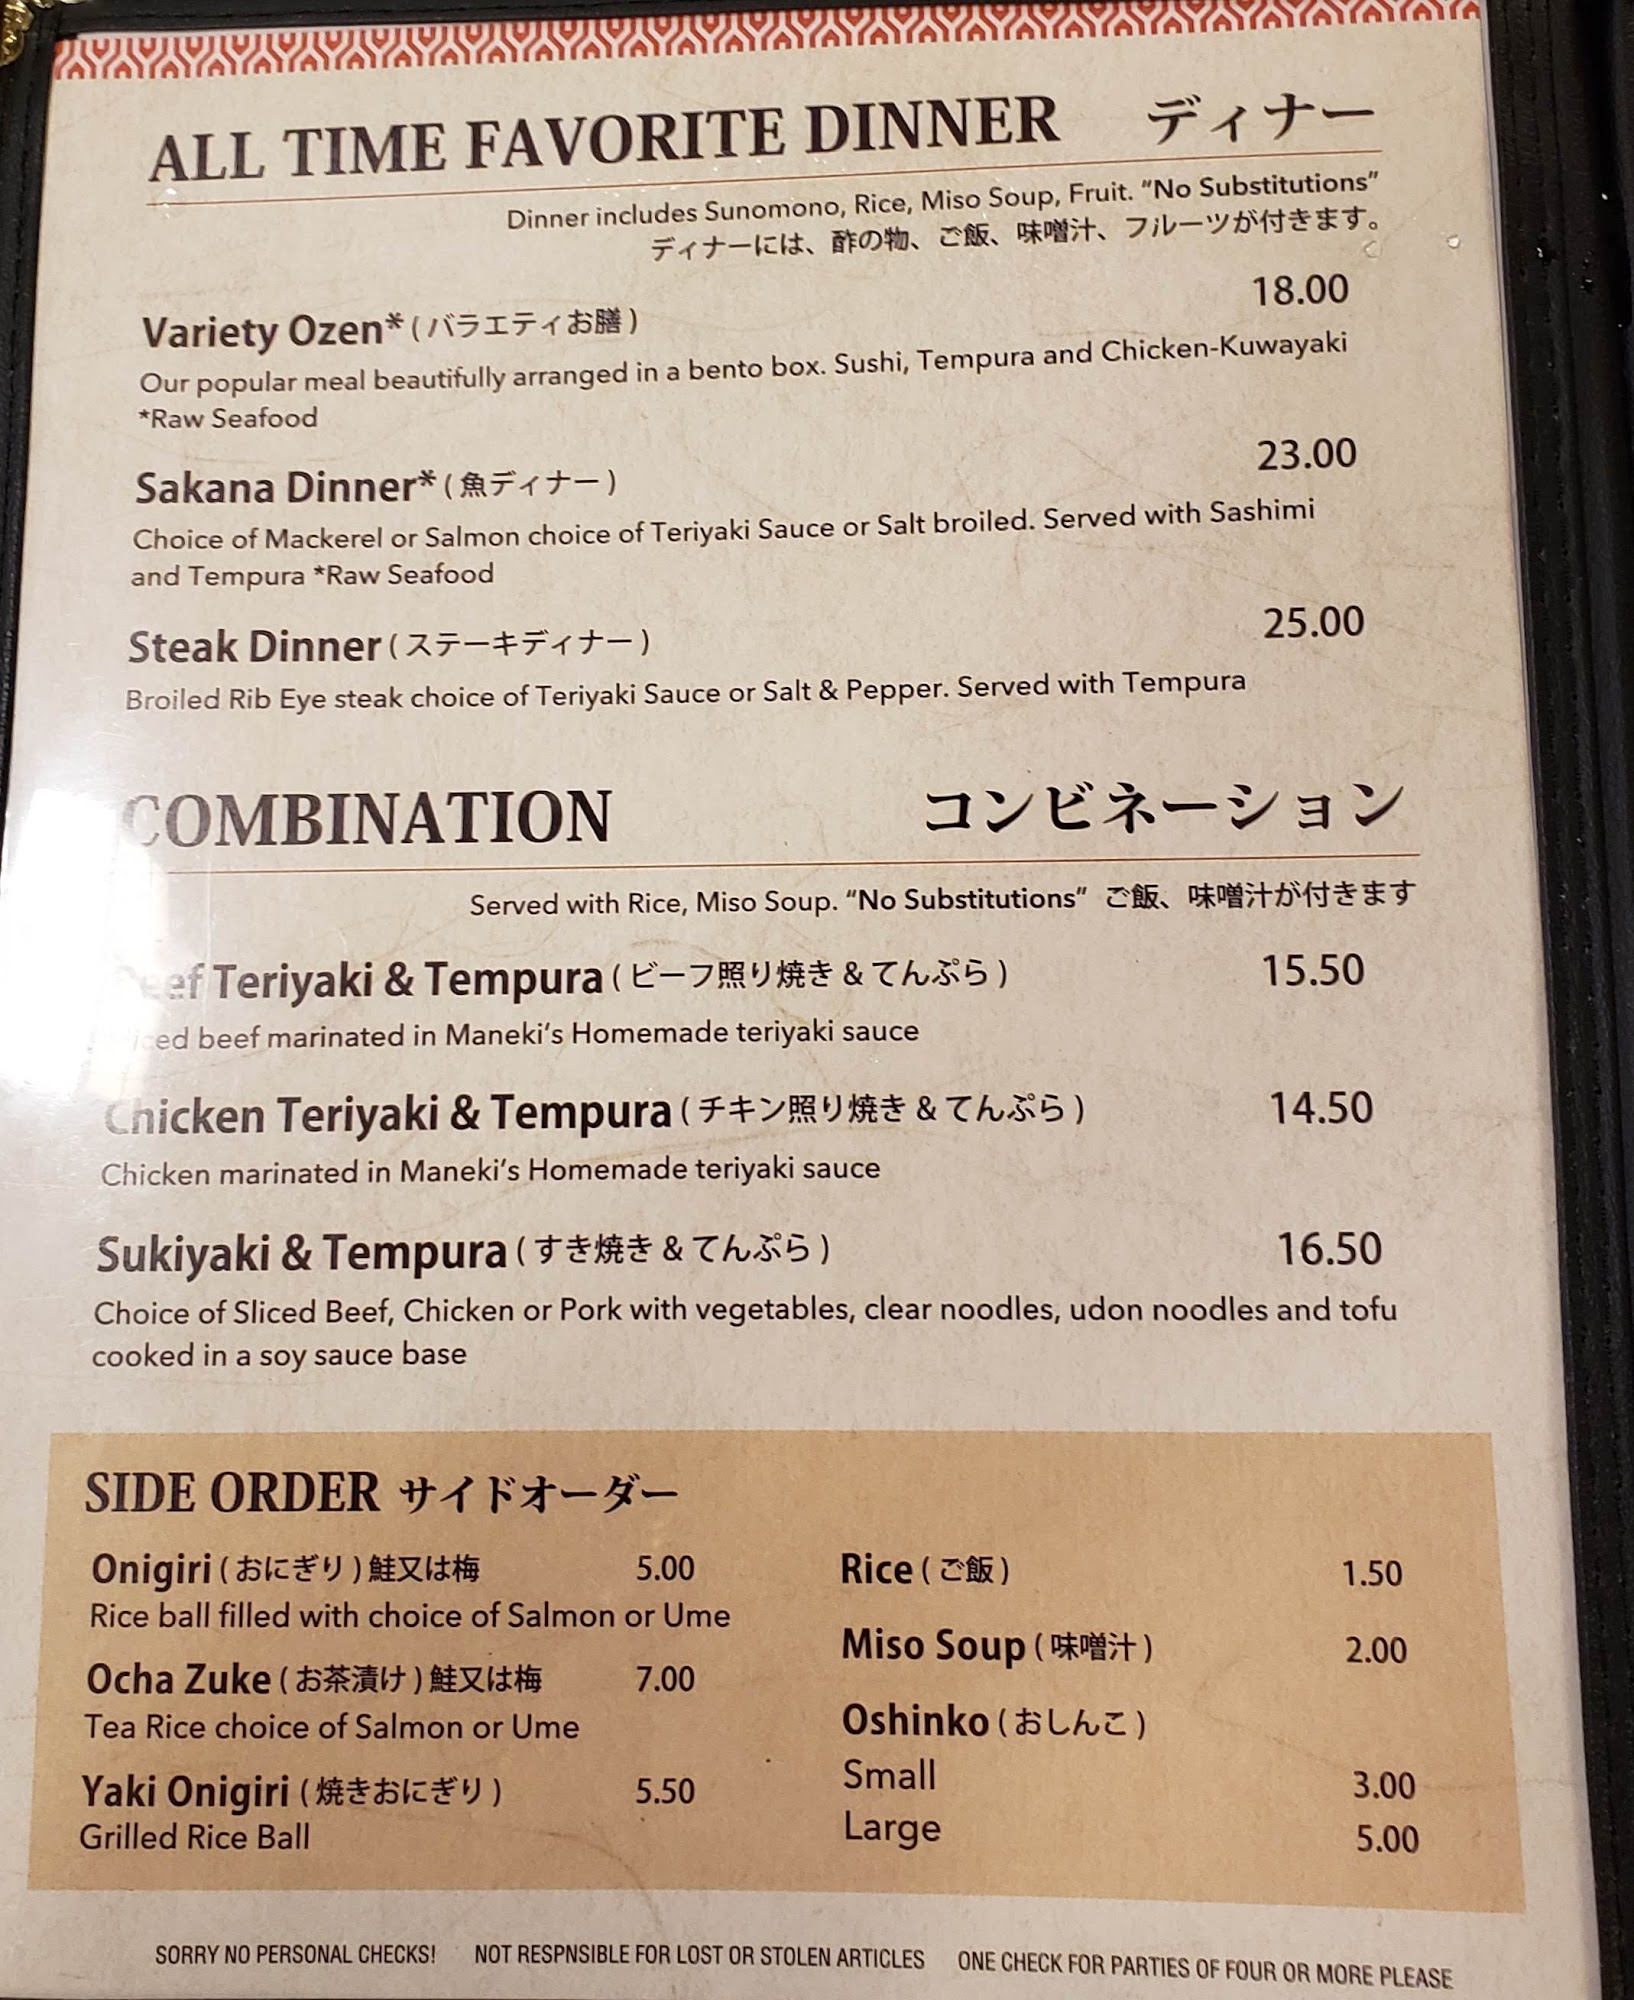 ALL TIME FAVORITE DINNER ディナー
Dinner includes Sunomono, Rice, Miso Soup, Fruit. "No Substitutions"
ディナーには、酢の物、ご飯、味噌汁、フルーツが付きます。
Variety Ozen* (バラエティお膳) 18.00
Our popular meal beautifully arranged in a bento box. Sushi, Tempura and Chicken-Kuwayaki
*Raw Seafood
Sakana Dinner* (魚ディナー) 23.00
Choice of Mackerel or Salmon choice of Teriyaki Sauce or Salt broiled. Served with Sashimi
and Tempura *Raw Seafood
Steak Dinner (ステーキディナー) 25.00
Broiled Rib Eye steak choice of Teriyaki Sauce or Salt & Pepper. Served with Tempura
COMBINATION コンビネーション
Served with Rice, Miso Soup. "No Substitutions" ご飯、味噌汁が付きます
Beef Teriyaki & Tempura (ビーフ照り焼き & てんぷら) 15.50
beef marinated in Maneki's Homemade teriyaki sauce
Chicken Teriyaki & Tempura (チキン照り焼き & てんぷら) 14.50
Chicken marinated in Maneki's Homemade teriyaki sauce
Sukiyaki & Tempura (すき焼き & てんぷら) 16.50
Choice of Sliced Beef, Chicken or Pork with vegetables, clear noodles, udon noodles and tofu
cooked in a soy sauce base
SIDE ORDER サイドオーダー
Onigiri (おにぎり) 鮭又は梅 5.00
Rice ball filled with choice of Salmon or Ume
Ocha Zuke (お茶漬け) 鮭又は梅 7.00
Tea Rice choice of Salmon or Ume
Yaki Onigiri (焼きおにぎり) 5.50
Grilled Rice Ball
Rice (ご飯) 1.50
Miso Soup (味噌汁) 2.00
Oshinko (おしんこ)
Small 3.00
Large 5.00
SORRY NO PERSONAL CHECKS! NOT RESPNSIBLE FOR LOST OR STOLEN ARTICLES ONE CHECK FOR PARTIES OF FOUR OR MORE PLEASE